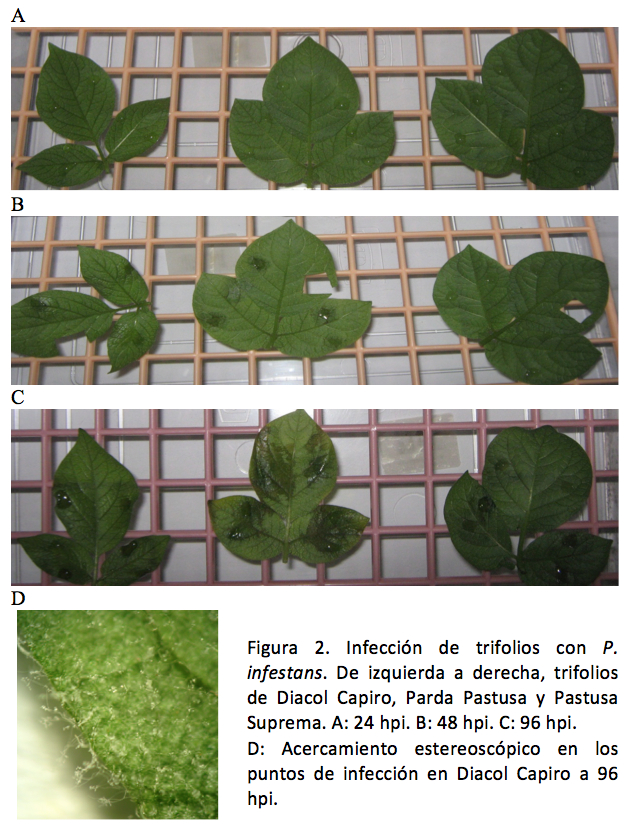 A
B
C
D
Figura 2. Infección de trifolios con P.
infestans. De izquierda a derecha, trifolios
de Diacol Capiro, Parda Pastusa y Pastusa
Suprema. A: 24 hpi. B: 48 hpi. C: 96 hpi.
D: Acercamiento estereoscópico en los
puntos de infección en Diacol Capiro a 96
hpi.